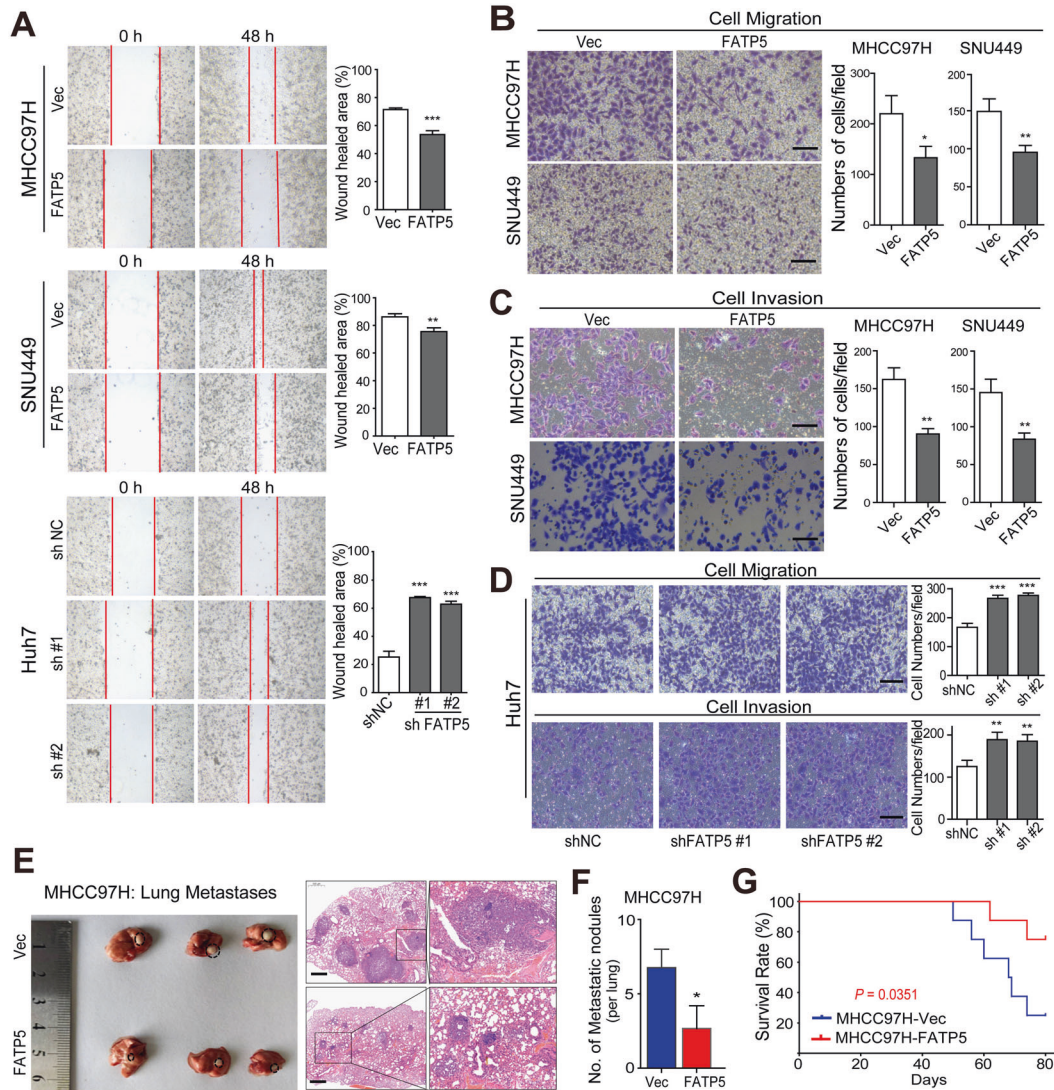 A
0 h
48 h
MHCC97H
Vec
FATP5
Wound healed area (%)
100
80
60
40
20
0
***
Vec FATP5
0 h
48 h
SNU449
Vec
FATP5
Wound healed area (%)
100
80
60
40
20
0
**
Vec FATP5
0 h
48 h
Huh7
sh NC
sh #1
sh #2
Wound healed area (%)
100
80
60
40
20
0
***
***
shNC
#1 #2
sh FATP5
B
Cell Migration
Vec
FATP5
MHCC97H
SNU449
MHCC97H
SNU449
Numbers of cells/field
300
200
100
0
*
Vec
FATP5
200
150
100
50
0
**
Vec
FATP5
C
Cell Invasion
Vec
FATP5
MHCC97H
SNU449
MHCC97H
SNU449
Numbers of cells/field
200
150
100
50
0
**
Vec
FATP5
200
150
100
50
0
**
Vec
FATP5
D
Cell Migration
Huh7
Cell Numbers/field
300
200
100
0
*** ***
shNC
sh #1
sh #2
Cell Invasion
Cell Numbers/field
200
100
0
** **
shNC
sh #1
sh #2
shNC
shFATP5 #1
shFATP5 #2
E
MHCC97H: Lung Metastases
Vec
FATP5
1
2
3
4
5
6
F
MHCC97H
No. of Metastatic nodules
(per lung)
10
5
0
*
Vec FATP5
G
Survival Rate (%)
100
80
60
40
20
P = 0.0351
MHCC97H-Vec
MHCC97H-FATP5
0 20 40 60 80
Days